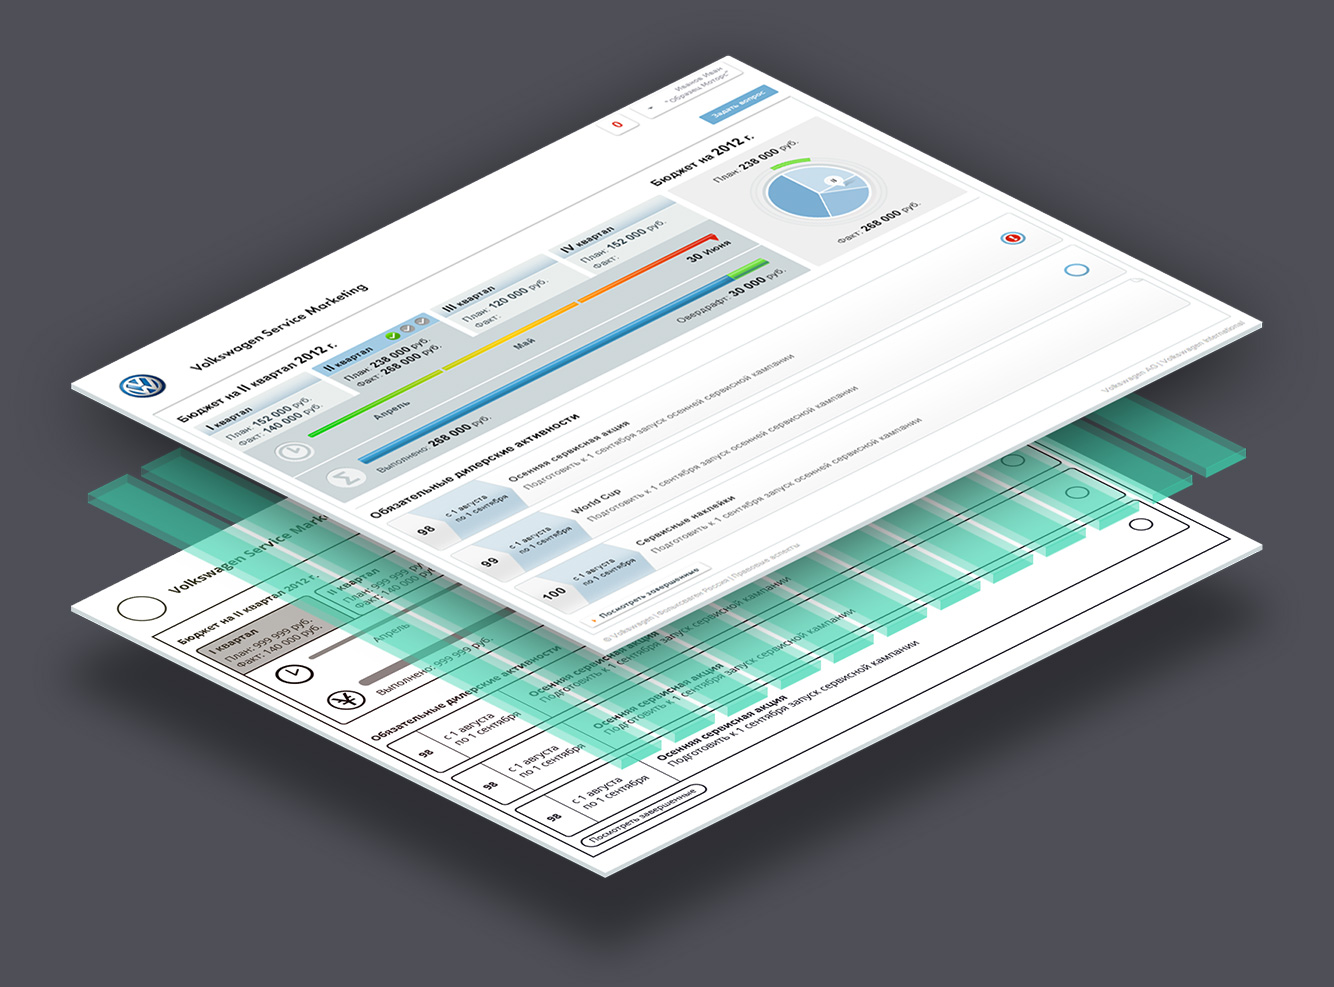 Иванов Иван
"Образец Моторс"
0
Задать вопрос
Volkswagen Service Marketing
Бюджет на II квартал 2012 г.
Бюджет на 2012 г.
I квартал
План: 152 000 руб.
Факт: 140 000 руб.
II квартал
План: 238 000 руб.
Факт: 268 000 руб.
III квартал
План: 120 000 руб.
Факт:
IV квартал
План: 152 000 руб.
Факт:
План: 238 000 руб.
Факт: 268 000 руб.
Апрель
Май
30 Июня
Выполнено: 268 000 руб.
Овердрафт: 30 000 руб.
Обязательные дилерские активности
98
с 1 августа
по 1 сентября
Осенняя сервисная акция
Подготовить к 1 сентября запуск осенней сервисной кампании
99
с 1 августа
по 1 сентября
World Cup
Подготовить к 1 сентября запуск осенней сервисной кампании
100
с 1 августа
по 1 сентября
Сервисные наклейки
Подготовить к 1 сентября запуск осенней сервисной кампании
Посмотреть завершенные
© Volkswagen | Фольксваген Россия | Правовые аспекты
Volkswagen AG | Volkswagen International
Volkswagen Service
Бюджет на II квартал 2012 г.
I квартал
План: 999 999 руб.
Факт: 140 000 руб.
II квартал
План: 999 999
Факт: 140 000 руб.
Апрель
Выполнено: 999 999 руб.
Обязательные дилерские активности
98
с 1 августа
по 1 сентября
Осенняя сервисная акция
Подготовить к 1 сентября запуск сервисной кампании
98
с 1 августа
по 1 сентября
Осенняя сервисная акция
Подготовить к 1 сентября запуск сервисной кампании
98
с 1 августа
по 1 сентября
Осенняя сервисная акция
Подготовить к 1 сентября запуск сервисной кампании
Посмотреть завершенные